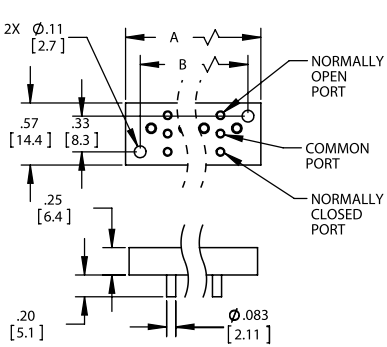 2X Ø.11
[2.7]
A
B
NORMALLY
OPEN
PORT
.57
[14.4]
.33
[8.3]
COMMON
PORT
NORMALLY
CLOSED
PORT
.25
[6.4]
.20
[5.1]
Ø.083
[2.11]